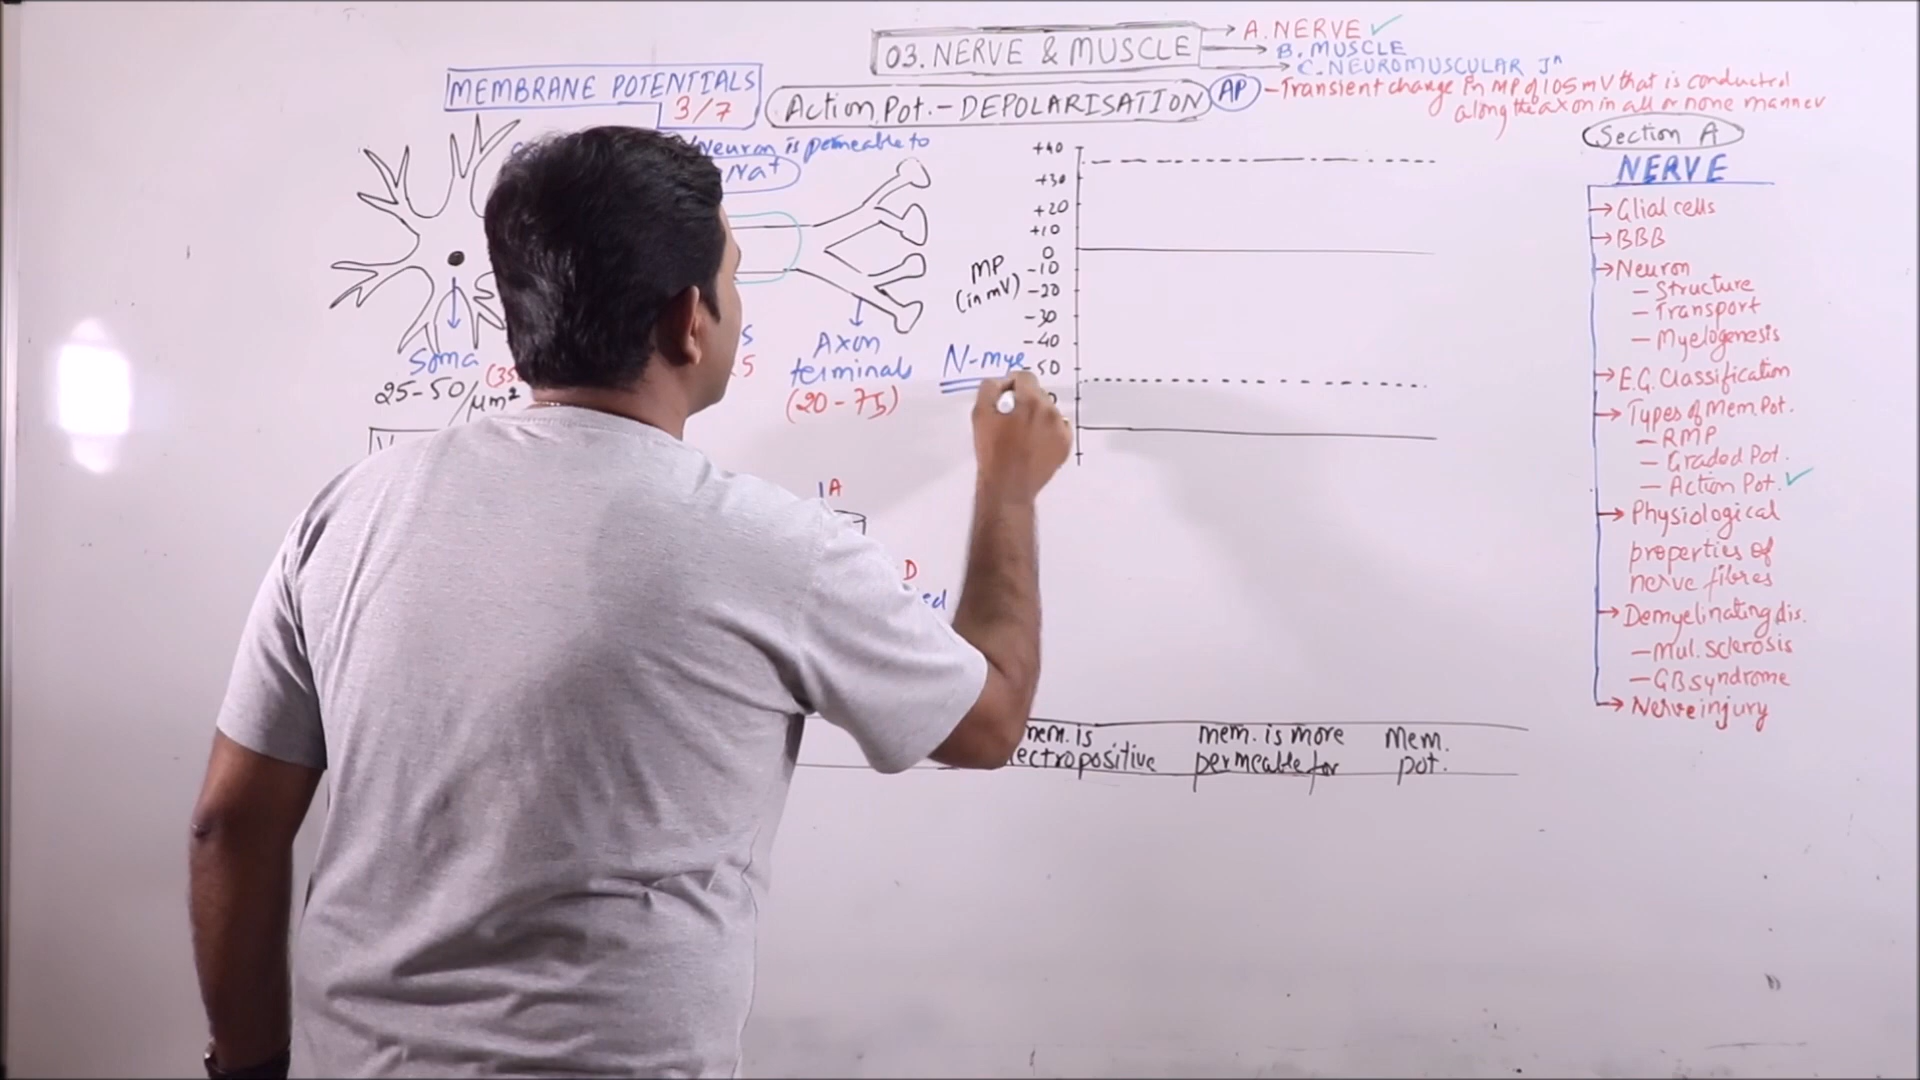 03. NERVE & MUSCLE
A. NERVE ✓
B. MUSCLE
C. NEUROMUSCULAR Jⁿ
MEMBRANE POTENTIALS
3/7
Action Pot. - DEPOLARISATION
AP
- Transient change in MP of 105 mV that is conducted
along the axon in all or none manner
Neuron is permeable to
Na+
Soma
25-50/μm²
Axon
terminals
(20-75)
N-mye
MP
(in mV)
+40
+30
+20
+10
0
-10
-20
-30
-40
-50
A
D
mem. is
ectropositive
mem. is more
permeable for
Mem.
pot.
Section A
NERVE
Glial cells
BBB
Neuron
- Structure
- Transport
- Myelogenesis
E.G. Classification
Types of Mem Pot.
- RMP
- Graded Pot.
- Action Pot. ✓
Physiological
properties of
nerve fibres
Demyelinating dis.
- Mul. Sclerosis
- GB syndrome
Nerve injury